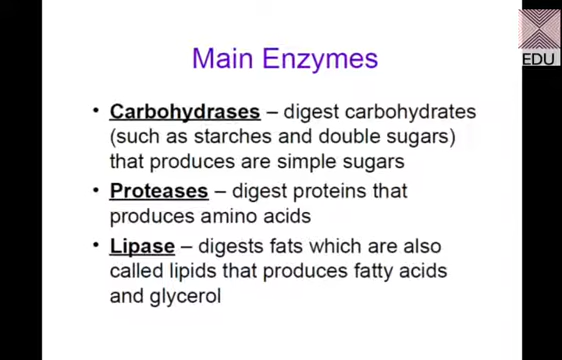 EDU
Main Enzymes
• Carbohydrases – digest carbohydrates
(such as starches and double sugars)
that produces are simple sugars
• Proteases – digest proteins that
produces amino acids
• Lipase – digests fats which are also
called lipids that produces fatty acids
and glycerol